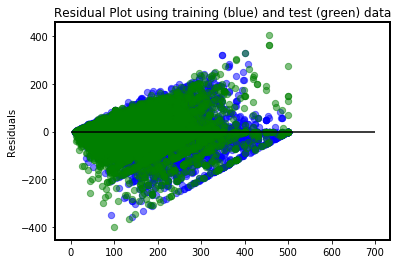 Residual Plot using training (blue) and test (green) data
400
200
0
−200
−400
Residuals
0 100 200 300 400 500 600 700